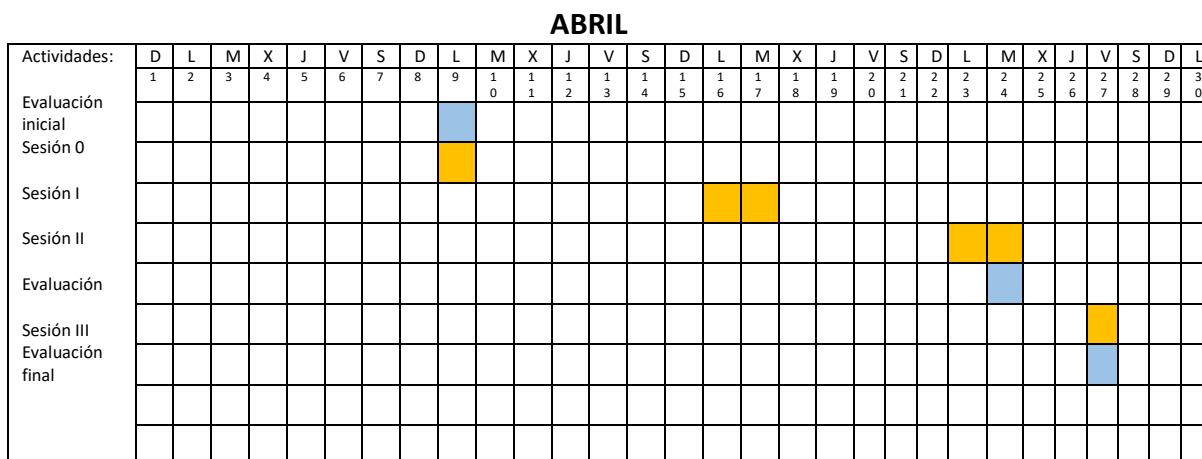 ABRIL
Actividades: D L M X J V S D L M X J V S D L M X J V S D L M X J V S D L
1 2 3 4 5 6 7 8 9 10 11 12 13 14 15 16 17 18 19 20 21 22 23 24 25 26 27 28 29 30
Evaluación
inicial
Sesión 0
Sesión I
Sesión II
Evaluación
Sesión III
Evaluación
final